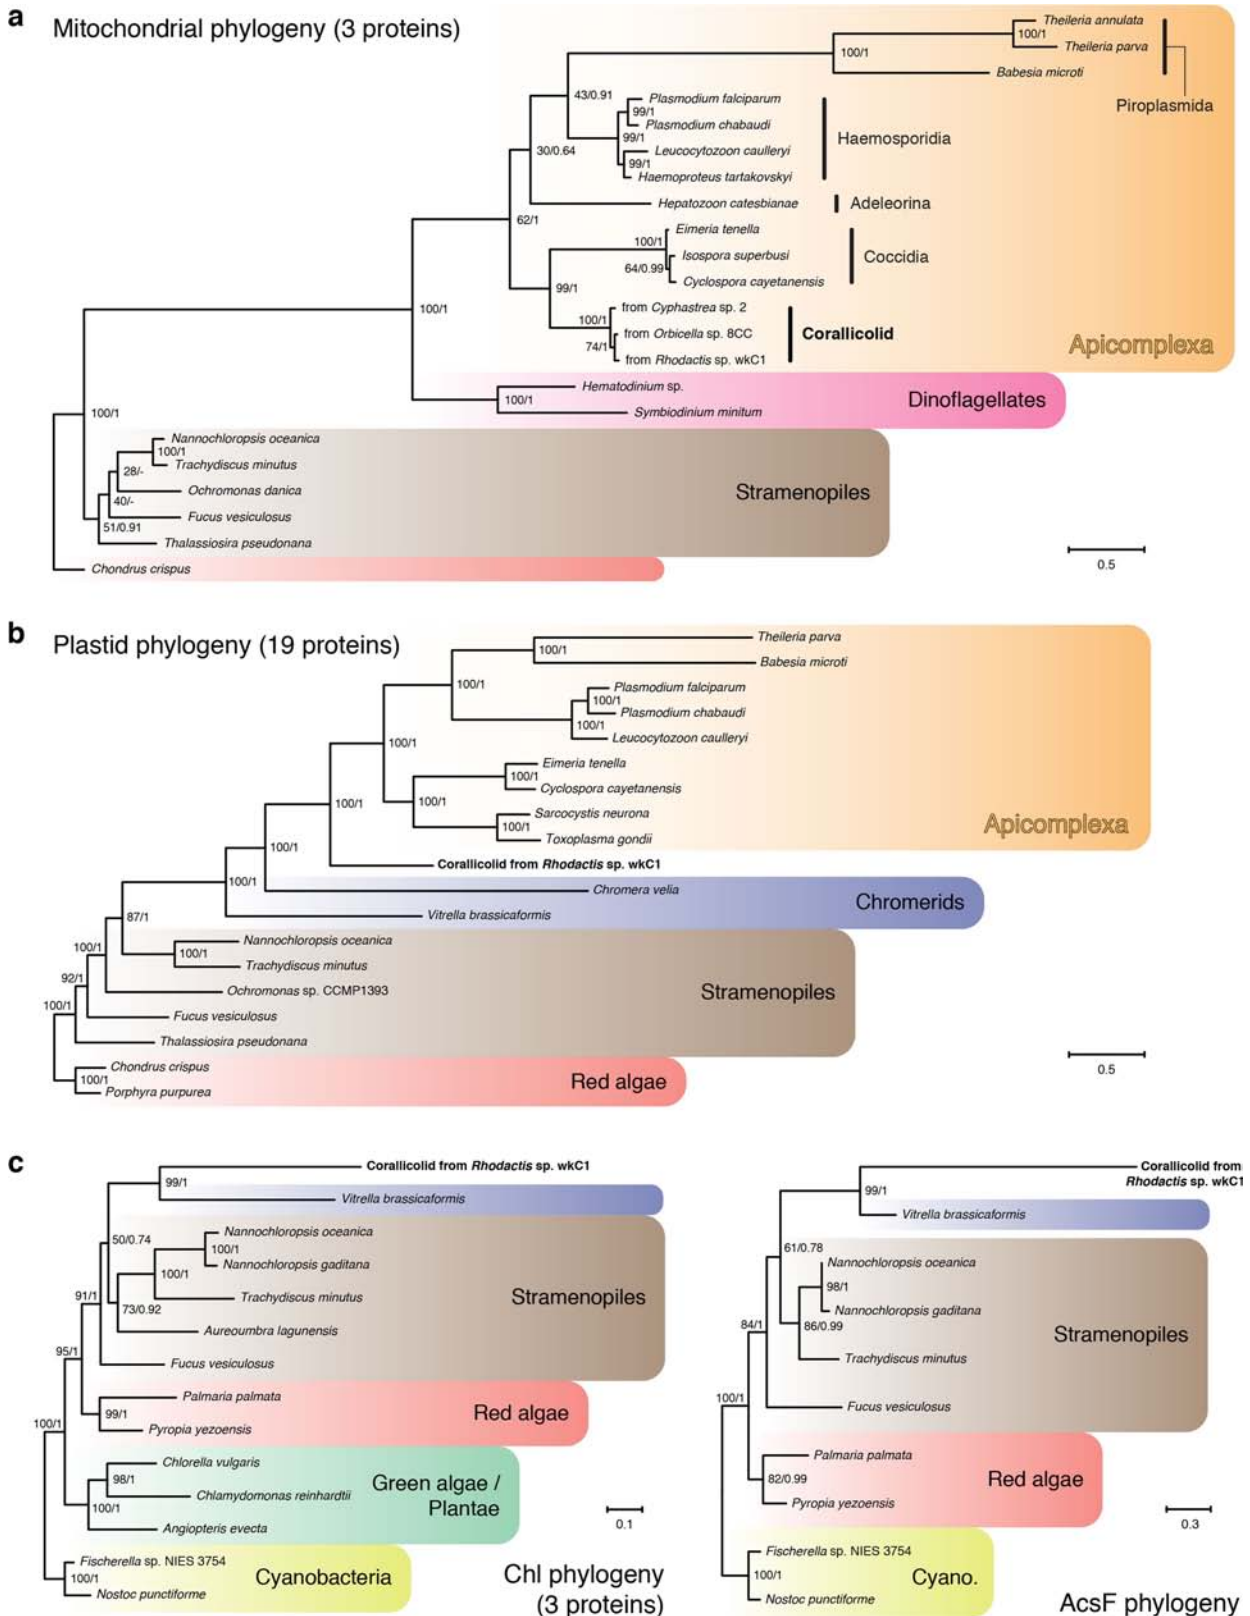 a
Mitochondrial phylogeny (3 proteins)
Theileria annulata
100/1
Theileria parva
100/1
Babesia microti
Piroplasmida
43/0.91
Plasmodium falciparum
99/1
Plasmodium chabaudi
99/1
Leucocytozoon caulleryi
99/1
Haemoproteus tartakovskyi
Haemosporidia
30/0.64
Hepatozoon catesbianae
Adeleorina
62/1
Eimeria tenella
100/1
Isospora superbusi
64/0.99
Cyclospora cayetanensis
Coccidia
99/1
from Cyphastrea sp. 2
100/1
from Orbicella sp. 8CC
74/1
from Rhodactis sp. wkC1
Corallicolid
Apicomplexa
100/1
Hematodinium sp.
100/1
Symbiodinium minitum
Dinoflagellates
100/1
Nannochloropsis oceanica
100/1
Trachydiscus minutus
28/-
Ochromonas danica
40/-
Fucus vesiculosus
51/0.91
Thalassiosira pseudonana
Stramenopiles
Chondrus crispus
0.5
b
Plastid phylogeny (19 proteins)
Theileria parva
100/1
Babesia microti
100/1
Plasmodium falciparum
100/1
Plasmodium chabaudi
100/1
Leucocytozoon caulleryi
100/1
Eimeria tenella
100/1
Cyclospora cayetanensis
100/1
Sarcocystis neurona
100/1
Toxoplasma gondii
Apicomplexa
100/1
Corallicolid from Rhodactis sp. wkC1
100/1
Chromera velia
100/1
Vitrella brassicaformis
Chromerids
87/1
Nannochloropsis oceanica
100/1
Trachydiscus minutus
100/1
Ochromonas sp. CCMP1393
92/1
Fucus vesiculosus
100/1
Thalassiosira pseudonana
Stramenopiles
Chondrus crispus
100/1
Porphyra purpurea
Red algae
0.5
c
Corallicolid from Rhodactis sp. wkC1
99/1
Vitrella brassicaformis
50/0.74
Nannochloropsis oceanica
100/1
Nannochloropsis gaditana
100/1
Trachydiscus minutus
73/0.92
Aureoumbra lagunensis
91/1
Fucus vesiculosus
Stramenopiles
95/1
Palmaria palmata
99/1
Pyropia yezoensis
Red algae
100/1
Chlorella vulgaris
98/1
Chlamydomonas reinhardtii
100/1
Angiopteris evecta
Green algae /
Plantae
Fischerella sp. NIES 3754
100/1
Nostoc punctiforme
Cyanobacteria
0.1
Chl phylogeny
(3 proteins)
Corallicolid from
Rhodactis sp. wkC1
99/1
Vitrella brassicaformis
61/0.78
Nannochloropsis oceanica
98/1
Nannochloropsis gaditana
86/0.99
Trachydiscus minutus
84/1
Fucus vesiculosus
Stramenopiles
100/1
Palmaria palmata
82/0.99
Pyropia yezoensis
Red algae
Fischerella sp. NIES 3754
100/1
Nostoc punctiforme
Cyano.
0.3
AcsF phylogeny